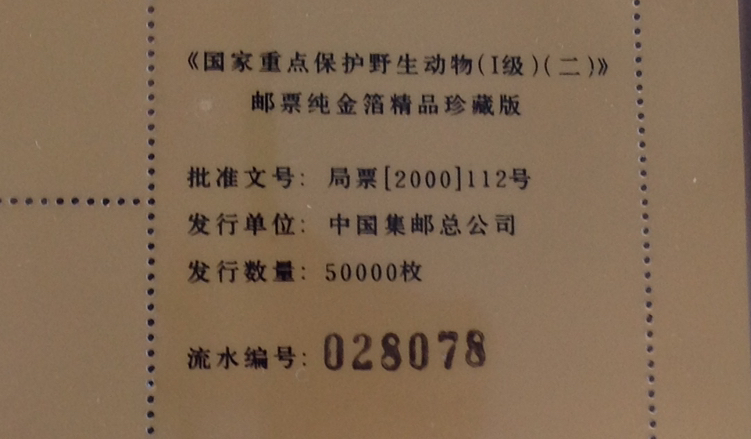 《国家重点保护野生动物(I级)(二)》
邮票纯金箔精品珍藏版
批准文号: 局票[2000]112号
发行单位: 中国集邮总公司
发行数量: 50000枚
流水编号: 028078